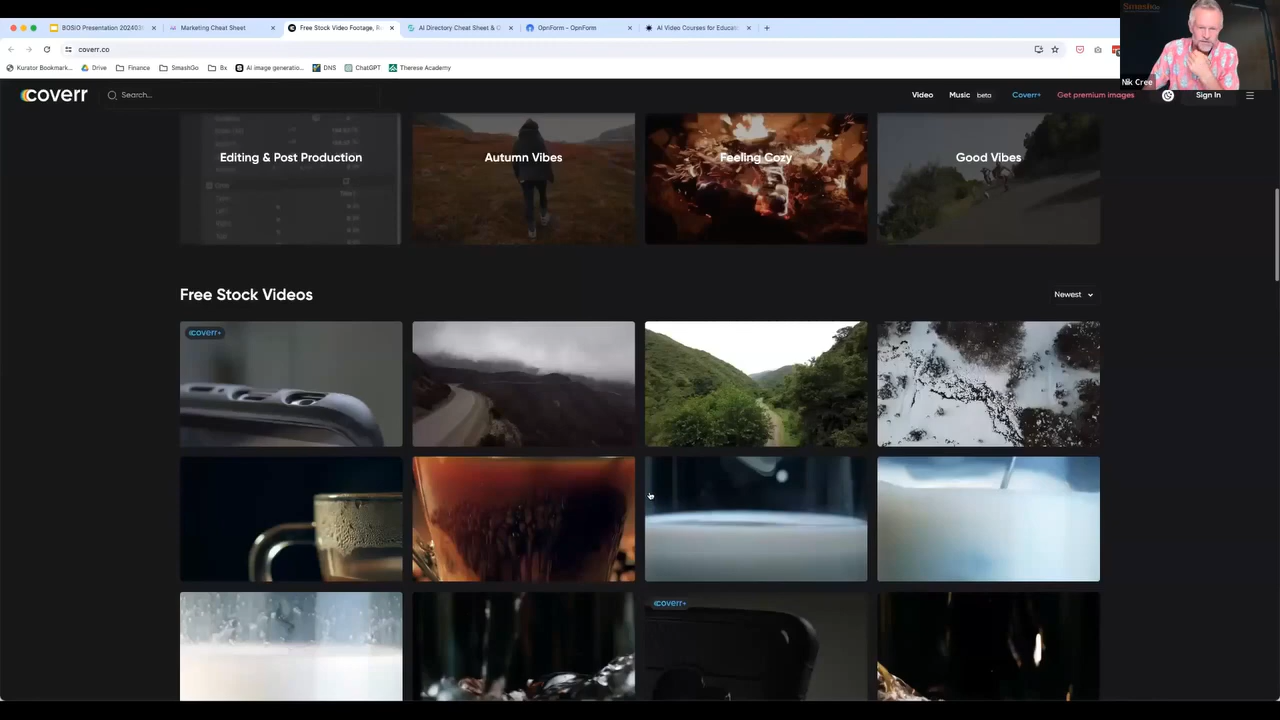 BOSIO Presentation 202403
Marketing Cheat Sheet
Free Stock Video Footage, R
AI Directory Cheat Sheet & O
OpnForm - OpnForm
AI Video Courses for Educat
coverr.co
Kurator Bookmark...
Drive
Finance
SmashGo
8x
AI image generatio...
DNS
ChatGPT
Therese Academy
Nik Cree
coverr
Search...
Video
Music beta
Coverr+
Get premium images
Sign In
Editing & Post Production
Autumn Vibes
Feeling Cozy
Good Vibes
Free Stock Videos
Newest
coverr+
coverr+